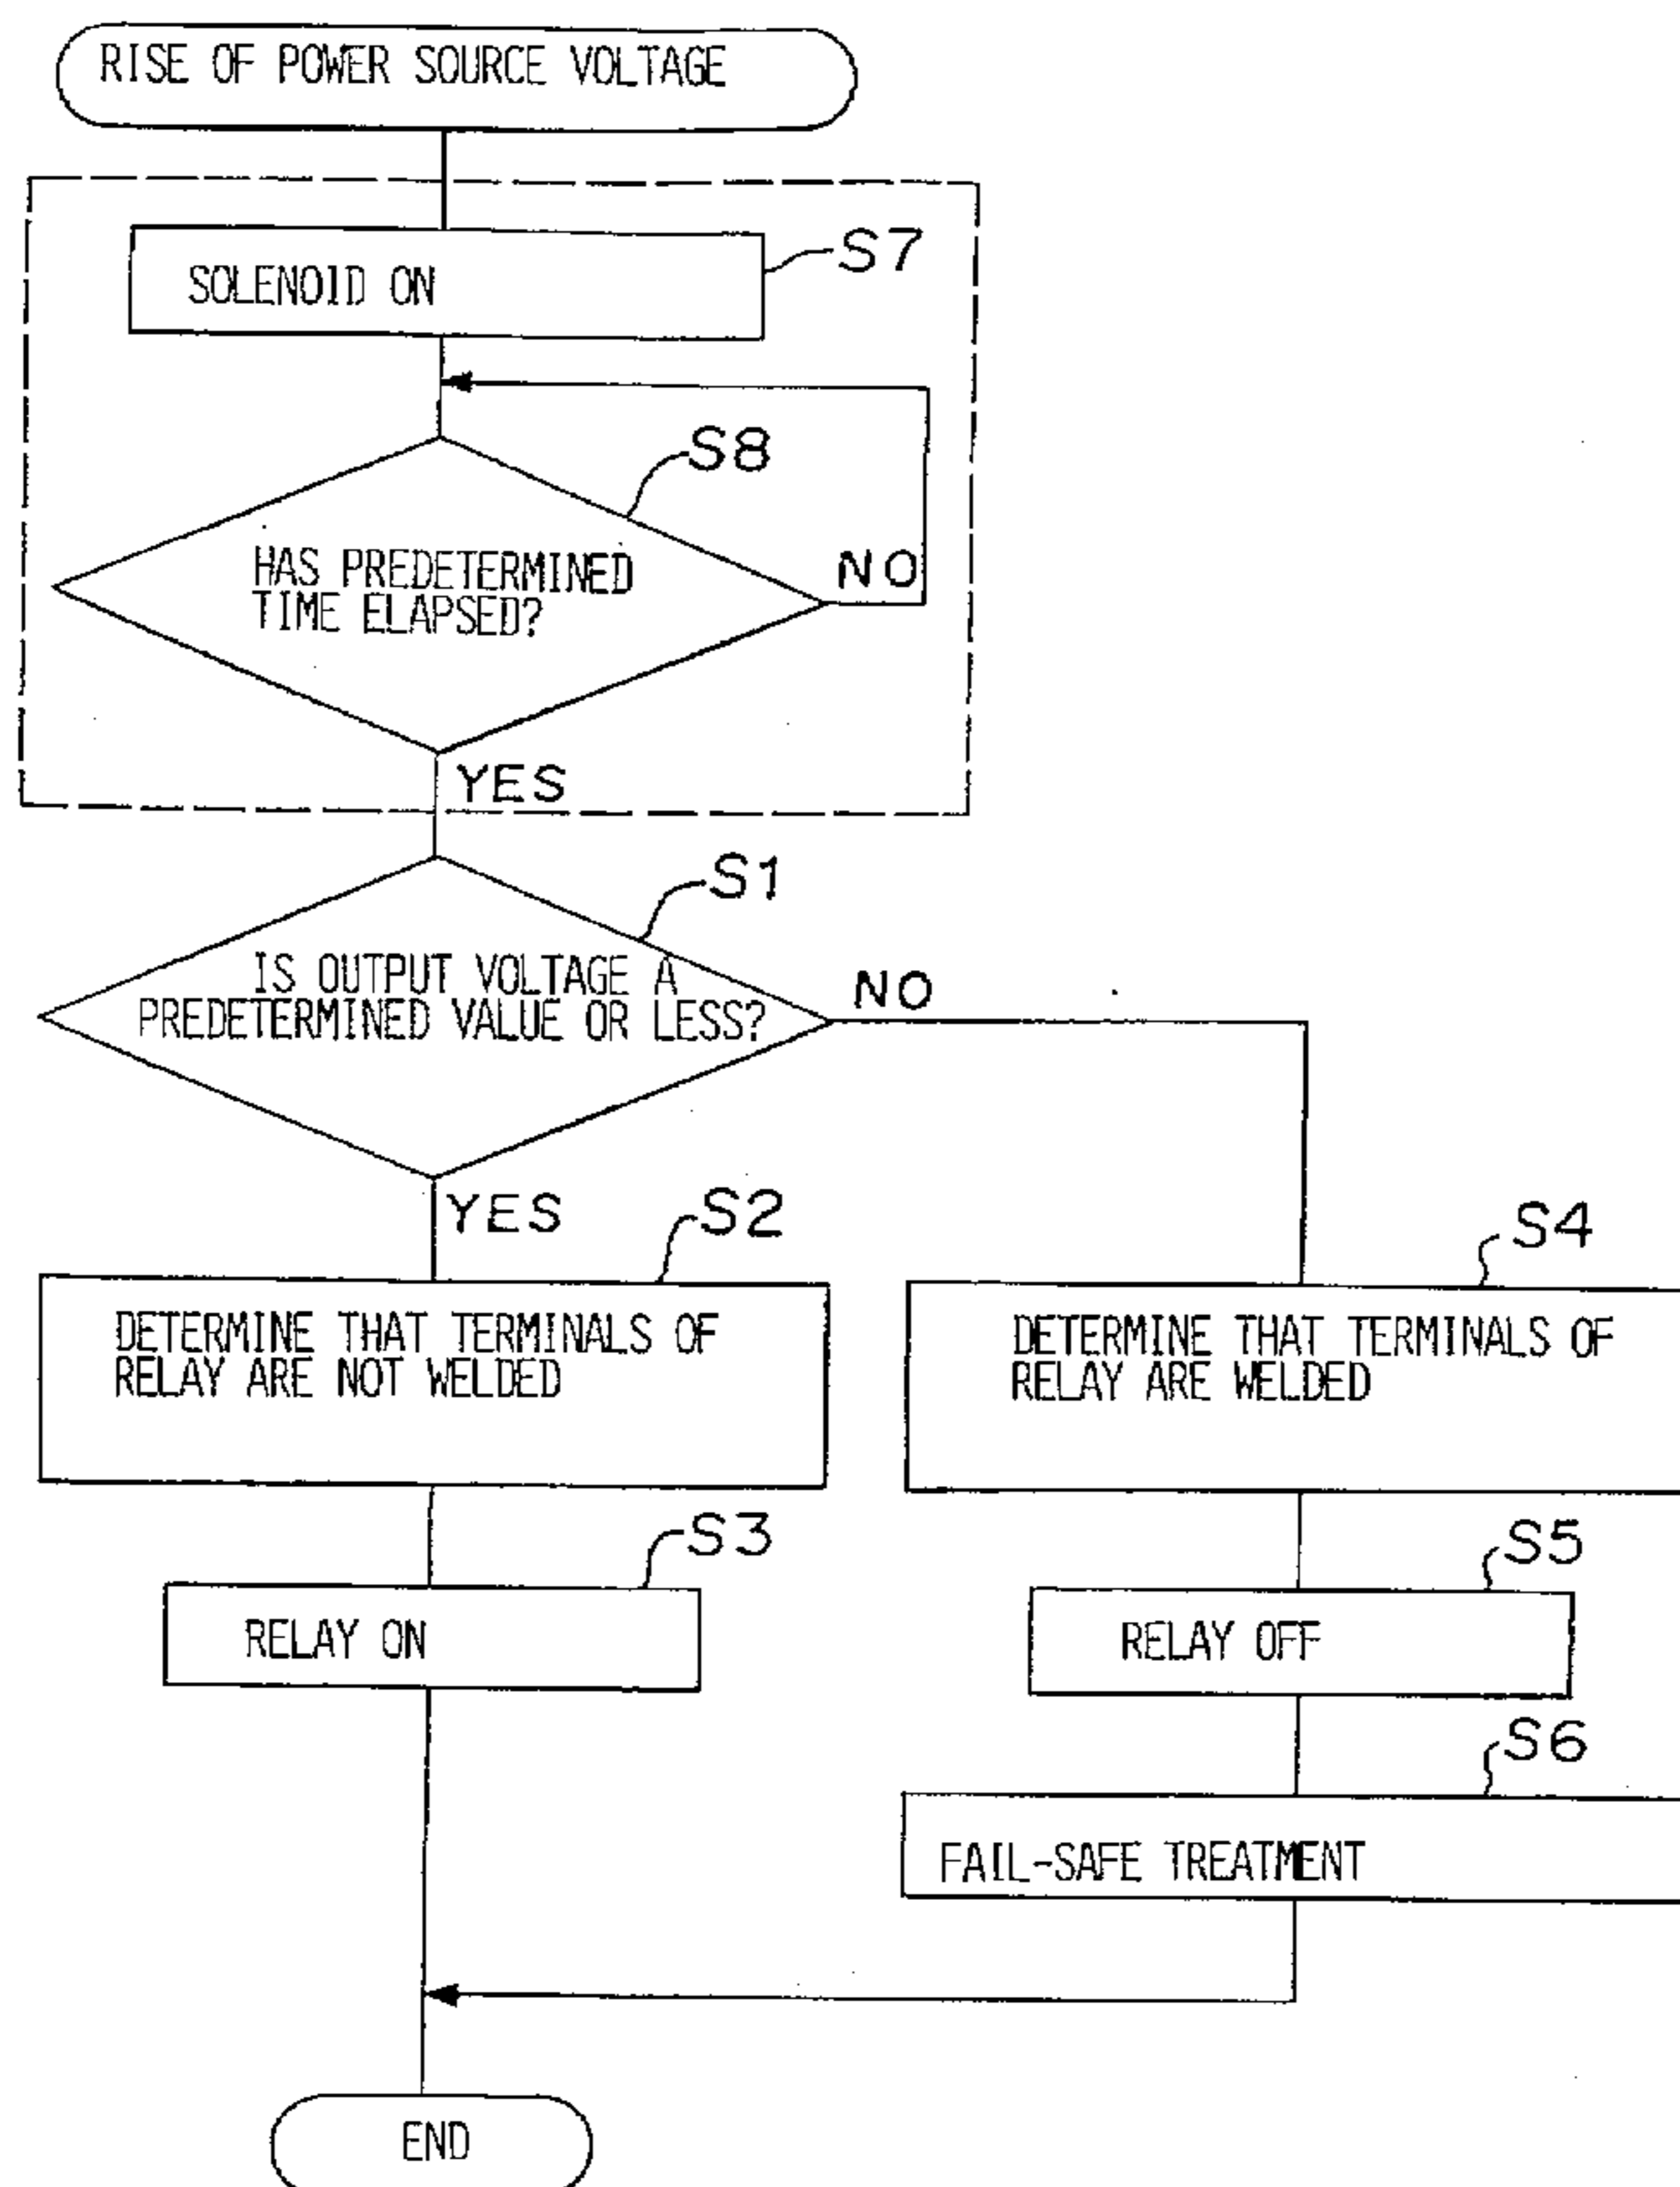 RISE OF POWER SOURCE VOLTAGE
SOLENOID ON
S7
S8
HAS PREDETERMINED
TIME ELAPSED?
NO
YES
S1
IS OUTPUT VOLTAGE A
PREDETERMINED VALUE OR LESS?
NO
YES
S2
DETERMINE THAT TERMINALS OF
RELAY ARE NOT WELDED
S4
DETERMINE THAT TERMINALS OF
RELAY ARE WELDED
S3
RELAY ON
S5
RELAY OFF
S6
FAIL-SAFE TREATMENT
END